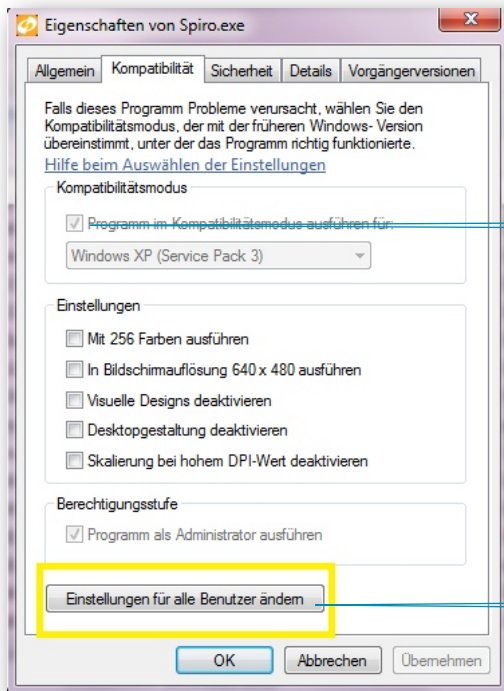 Eigenschaften von Spiro.exe
Allgemein Kompatibilität Sicherheit Details Vorgängerversionen
Falls dieses Programm Probleme verursacht, wählen Sie den
Kompatibilitätsmodus, der mit der früheren Windows- Version
übereinstimmt, unter der das Programm richtig funktionierte.
Hilfe beim Auswählen der Einstellungen
Kompatibilitätsmodus
Programm im Kompatibilitätsmodus ausführen für:
Windows XP (Service Pack 3)
Einstellungen
Mit 256 Farben ausführen
In Bildschirmauflösung 640 x 480 ausführen
Visuelle Designs deaktivieren
Desktopgestaltung deaktivieren
Skalierung bei hohem DPI-Wert deaktivieren
Berechtigungsstufe
Programm als Administrator ausführen
Einstellungen für alle Benutzer ändern
OK Abbrechen Übernehmen